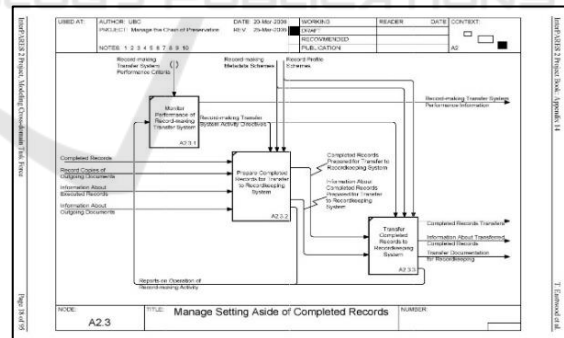 USED AT:
AUTHOR: UBC
PROJECT: Manage the Chain of Preservation
NOTES: 1 2 3 4 5 6 7 8 9 10
DATE: 20-Mar-2006
REV: 25-Mar-2006
WORKING
DRAFT
RECOMMENDED
PUBLICATION
READER
DATE
CONTEXT:
A2
Record-making
Transfer System
Performance Criteria
Record-making
Metadata Schemes
Record Profile
Schemes
Record-making Transfer System
Performance Information
Monitor
Performance of
Record-making
Transfer System
A2.3.1
Record-making Transfer
System Activity Directives
Completed Records
Record Copies of
Outgoing Documents
Information About
Executed Records
Information About
Outgoing Documents
Prepare Completed
Records for Transfer
to Recordkeeping
System
A2.3.2
Completed Records
Prepared for Transfer to
Recordkeeping System
Information About
Completed Records
Prepared for Transfer
to Recordkeeping
System
Transfer
Completed
Records to
Recordkeeping
System
A2.3.3
Completed Records Transfers
Information About Transferred
Completed Records
Transfer Documentation
for Recordkeeping
Reports on Operation of
Record-making Activity
NODE:
A2.3
TITLE:
Manage Setting Aside of Completed Records
NUMBER:
InterPARES 2 Project, Modeling Cross-domain Task Force
Page 18 of 95
InterPARES 2 Project Book: Appendix 14
T. Eastwood et al.